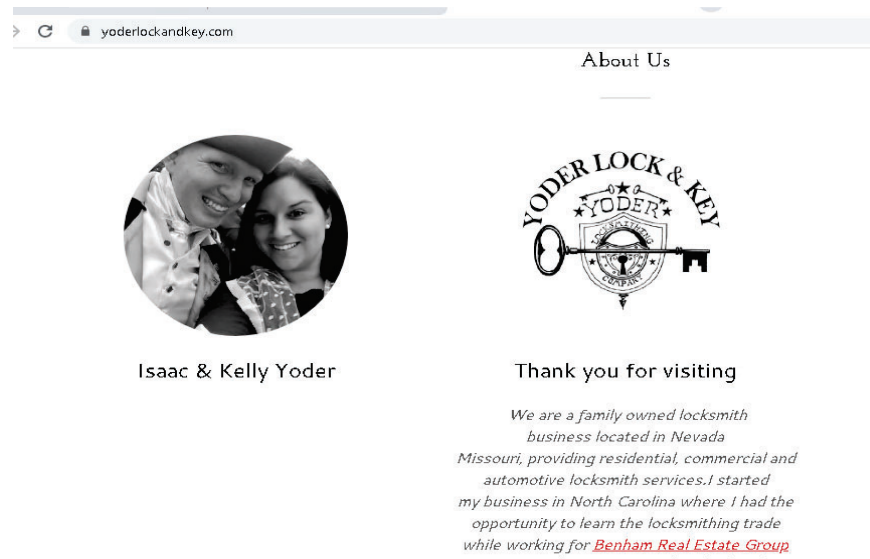 yoderlockandkey.com
About Us
YODER LOCK & KEY
YODER
LOCKSMITHING
COMPANY
Isaac & Kelly Yoder
Thank you for visiting
We are a family owned locksmith
business located in Nevada
Missouri, providing residential, commercial and
automotive locksmith services.I started
my business in North Carolina where I had the
opportunity to learn the locksmithing trade
while working for Benham Real Estate Group